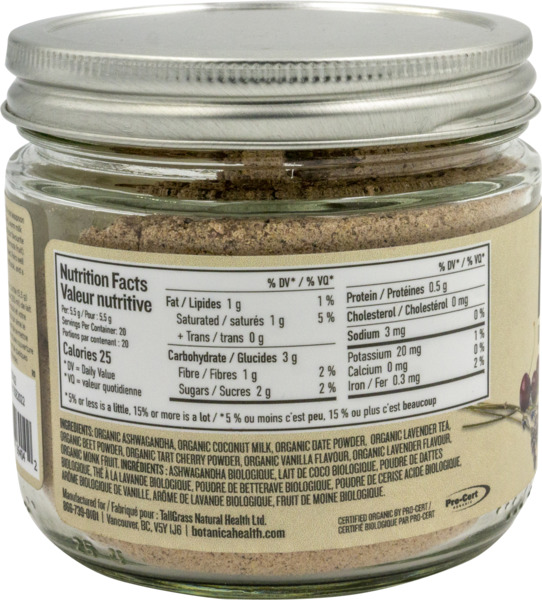 Nutrition Facts
Valeur nutritive
Per: 5.5 g / Pour : 5.5 g
Servings Per Container: 20
Portions par contenant : 20
Calories 25
* DV = Daily Value
* VQ = valeur quotidienne
% DV* / % VQ*
Fat / Lipides 1 g 1 %
Saturated / saturés 1 g 5 %
+ Trans / trans 0 g
Carbohydrate / Glucides 3 g
Fibre / Fibres 1 g 2 %
Sugars / Sucres 2 g 2 %
% DV* / % VQ*
Protein / Protéines 0.5 g
Cholesterol / Cholestérol 0 mg 0 %
Sodium 3 mg 1 %
Potassium 20 mg 0 %
Calcium 0 mg 0 %
Iron / Fer 0.3 mg 2 %
* 5% or less is a little, 15% or more is a lot / * 5 % ou moins c'est peu, 15 % ou plus c'est beaucoup
INGREDIENTS: ORGANIC ASHWAGANDHA, ORGANIC COCONUT MILK, ORGANIC DATE POWDER, ORGANIC LAVENDER TEA,
ORGANIC BEET POWDER, ORGANIC TART CHERRY POWDER, ORGANIC VANILLA FLAVOUR, ORGANIC LAVENDER FLAVOUR,
ORGANIC MONK FRUIT. INGRÉDIENTS : ASHWAGANDHA BIOLOGIQUE, LAIT DE COCO BIOLOGIQUE, POUDRE DE DATTES
BIOLOGIQUE, THÉ À LA LAVANDE BIOLOGIQUE, POUDRE DE BETTERAVE BIOLOGIQUE, POUDRE DE CERISE ACIDE BIOLOGIQUE,
ARÔME BIOLOGIQUE DE VANILLE, ARÔME DE LAVANDE BIOLOGIQUE, FRUIT DE MOINE BIOLOGIQUE.
Manufactured for / Fabriqué pour : TallGrass Natural Health Ltd.
Vancouver, BC, V5Y 1J6 | botanicahealth.com
CERTIFIED ORGANIC BY PRO-CERT /
CERTIFIÉ BIOLOGIQUE PAR PRO-CERT
Pro-Cert
ORGANIC